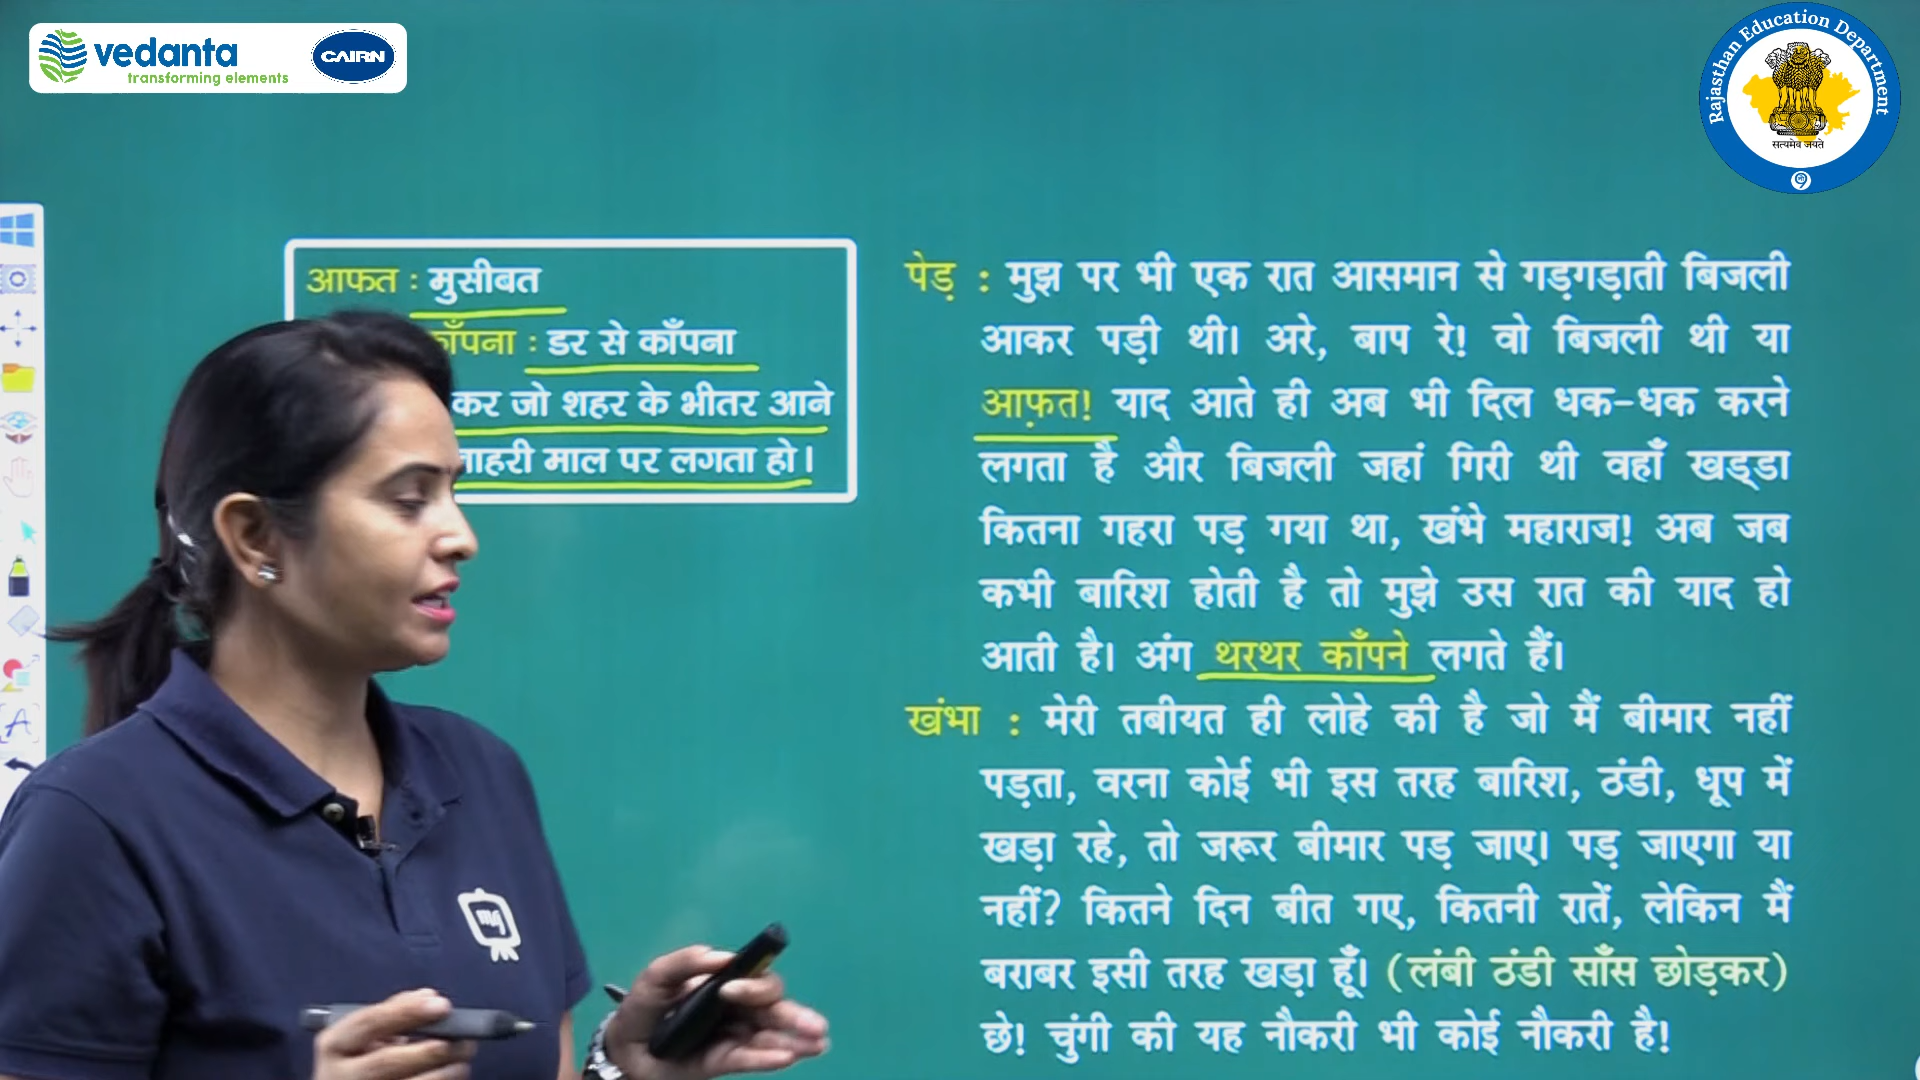 vedanta
transforming elements
CAIRN
Rajasthan Education Department
सत्यमेव जयते
आफत : मुसीबत
काँपना : डर से काँपना
कर जो शहर के भीतर आने
बाहरी माल पर लगता हो।
पेड़ : मुझ पर भी एक रात आसमान से गड़गड़ाती बिजली
आकर पड़ी थी। अरे, बाप रे! वो बिजली थी या
आफ़त! याद आते ही अब भी दिल धक-धक करने
लगता है और बिजली जहां गिरी थी वहाँ खड्डा
कितना गहरा पड़ गया था, खंभे महाराज! अब जब
कभी बारिश होती है तो मुझे उस रात की याद हो
आती है। अंग थरथर काँपने लगते हैं।
खंभा : मेरी तबीयत ही लोहे की है जो मैं बीमार नहीं
पड़ता, वरना कोई भी इस तरह बारिश, ठंडी, धूप में
खड़ा रहे, तो जरूर बीमार पड़ जाए। पड़ जाएगा या
नहीं? कितने दिन बीत गए, कितनी रातें, लेकिन मैं
बराबर इसी तरह खड़ा हूँ। (लंबी ठंडी साँस छोड़कर)
छे! चुंगी की यह नौकरी भी कोई नौकरी है!